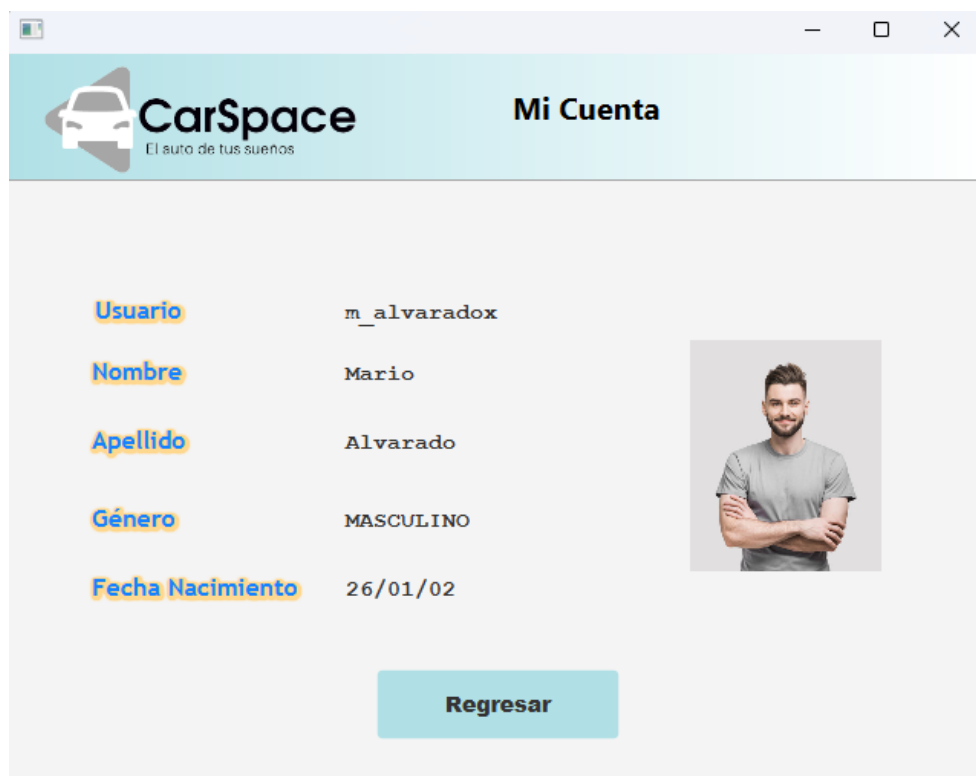 CarSpace
El auto de tus sueños
Mi Cuenta
Usuario m_alvaradox
Nombre Mario
Apellido Alvarado
Género MASCULINO
Fecha Nacimiento 26/01/02
Regresar